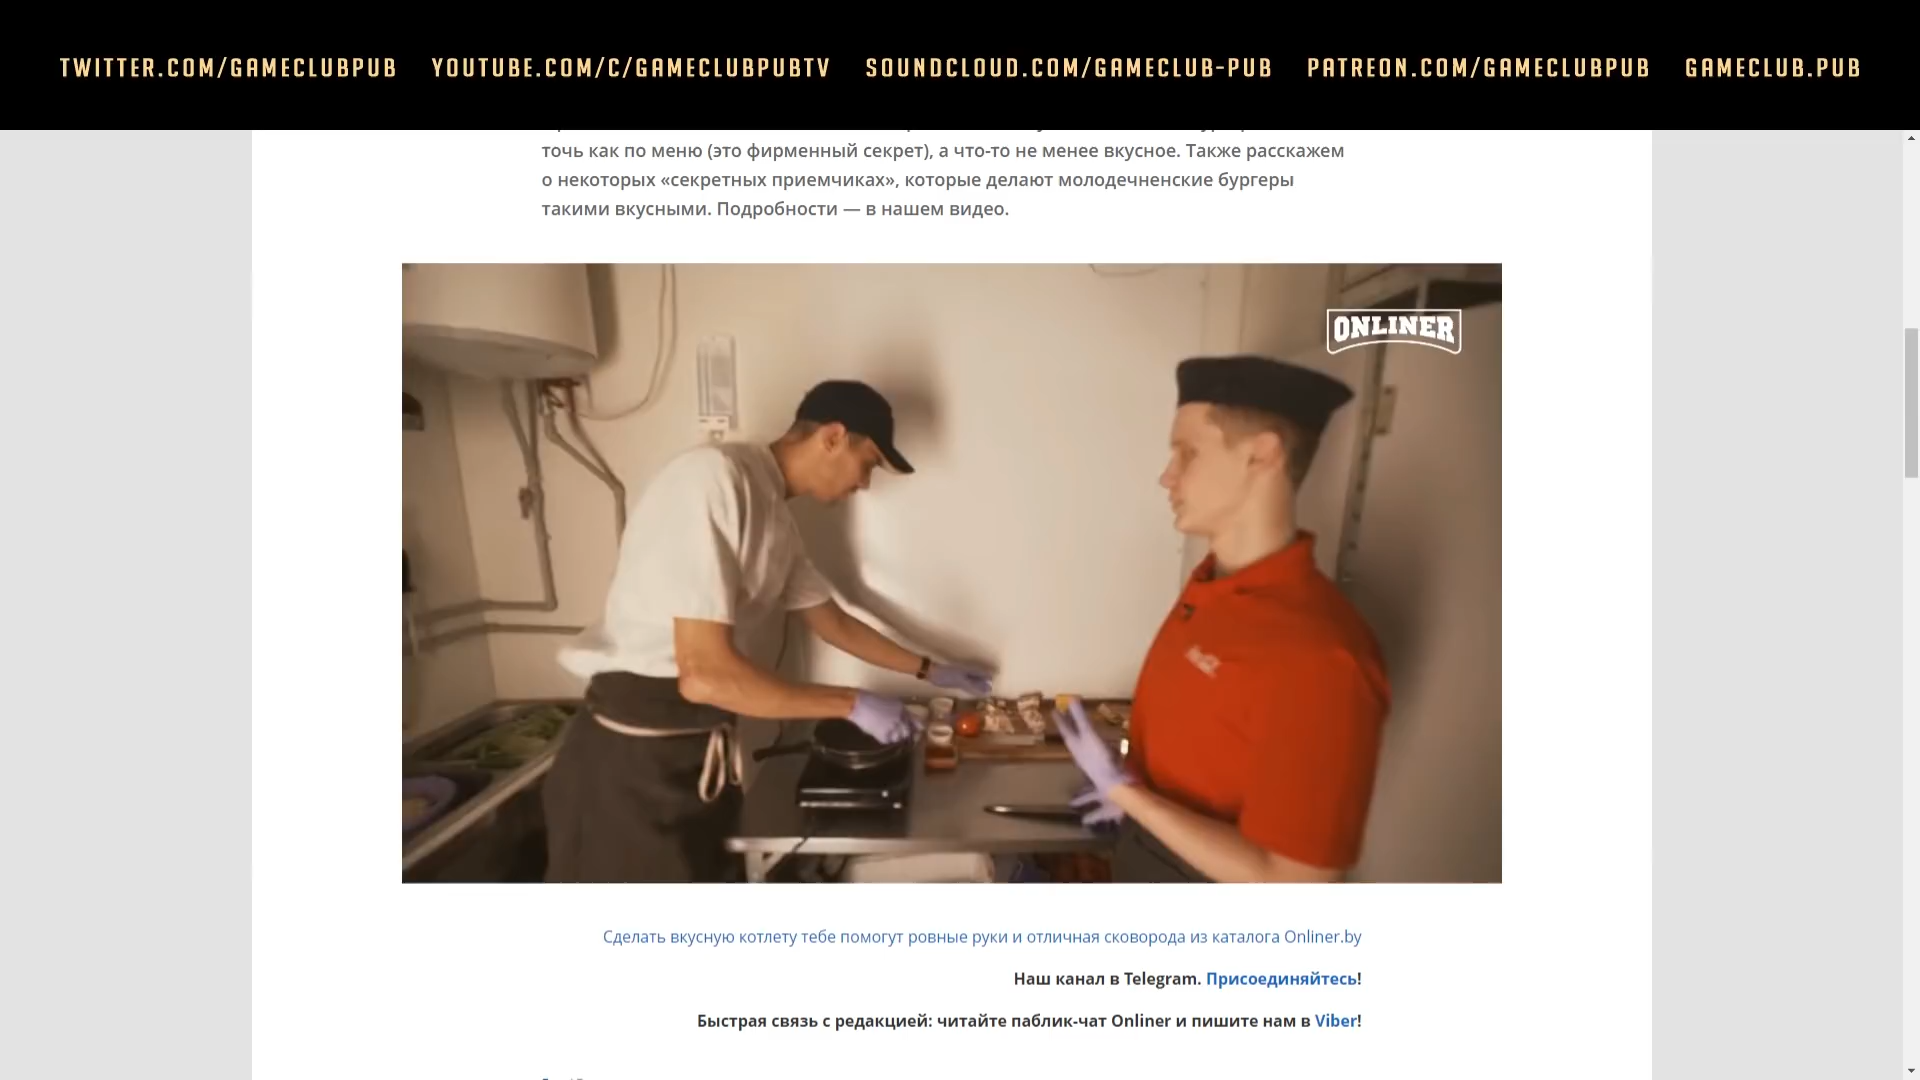 TWITTER.COM/GAMECLUBPUB YOUTUBE.COM/C/GAMECLUBPUBTV SOUNDCLOUD.COM/GAMECLUB-PUB PATREON.COM/GAMECLUBPUB GAMECLUB.PUB
точь как по меню (это фирменный секрет), а что-то не менее вкусное. Также расскажем
о некоторых «секретных приемчиках», которые делают молодечненские бургеры
такими вкусными. Подробности — в нашем видео.
ONLINER
Сделать вкусную котлету тебе помогут ровные руки и отличная сковорода из каталога Onliner.by
Наш канал в Telegram. Присоединяйтесь!
Быстрая связь с редакцией: читайте паблик-чат Onliner и пишите нам в Viber!